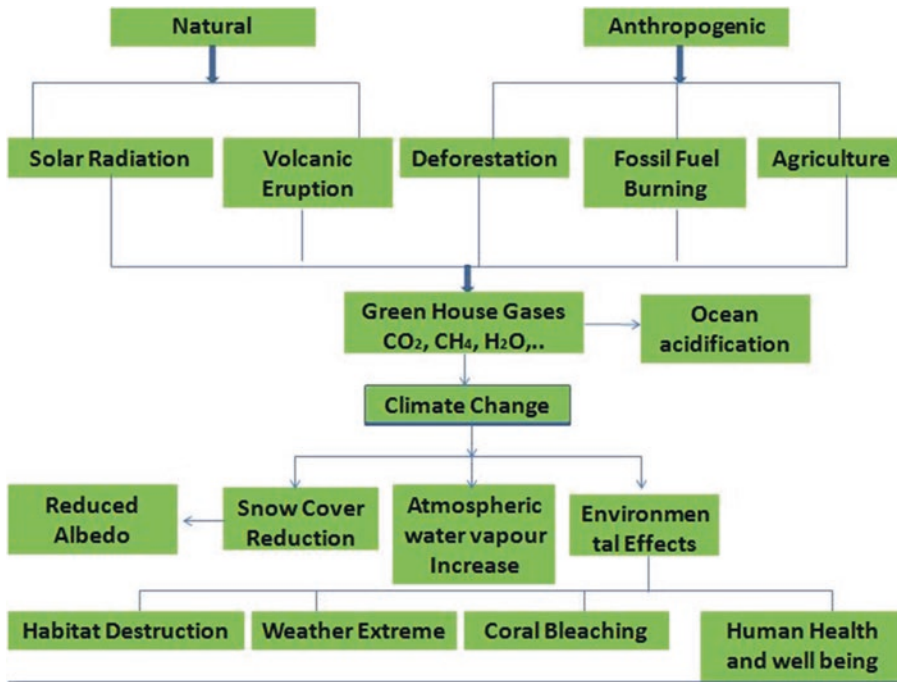 Natural
Anthropogenic
Solar Radiation
Volcanic
Eruption
Deforestation
Fossil Fuel
Burning
Agriculture
Green House Gases
CO₂, CH₄, H₂O,..
Ocean
acidification
Climate Change
Reduced
Albedo
Snow Cover
Reduction
Atmospheric
water vapour
Increase
Environmen
tal Effects
Habitat Destruction
Weather Extreme
Coral Bleaching
Human Health
and well being